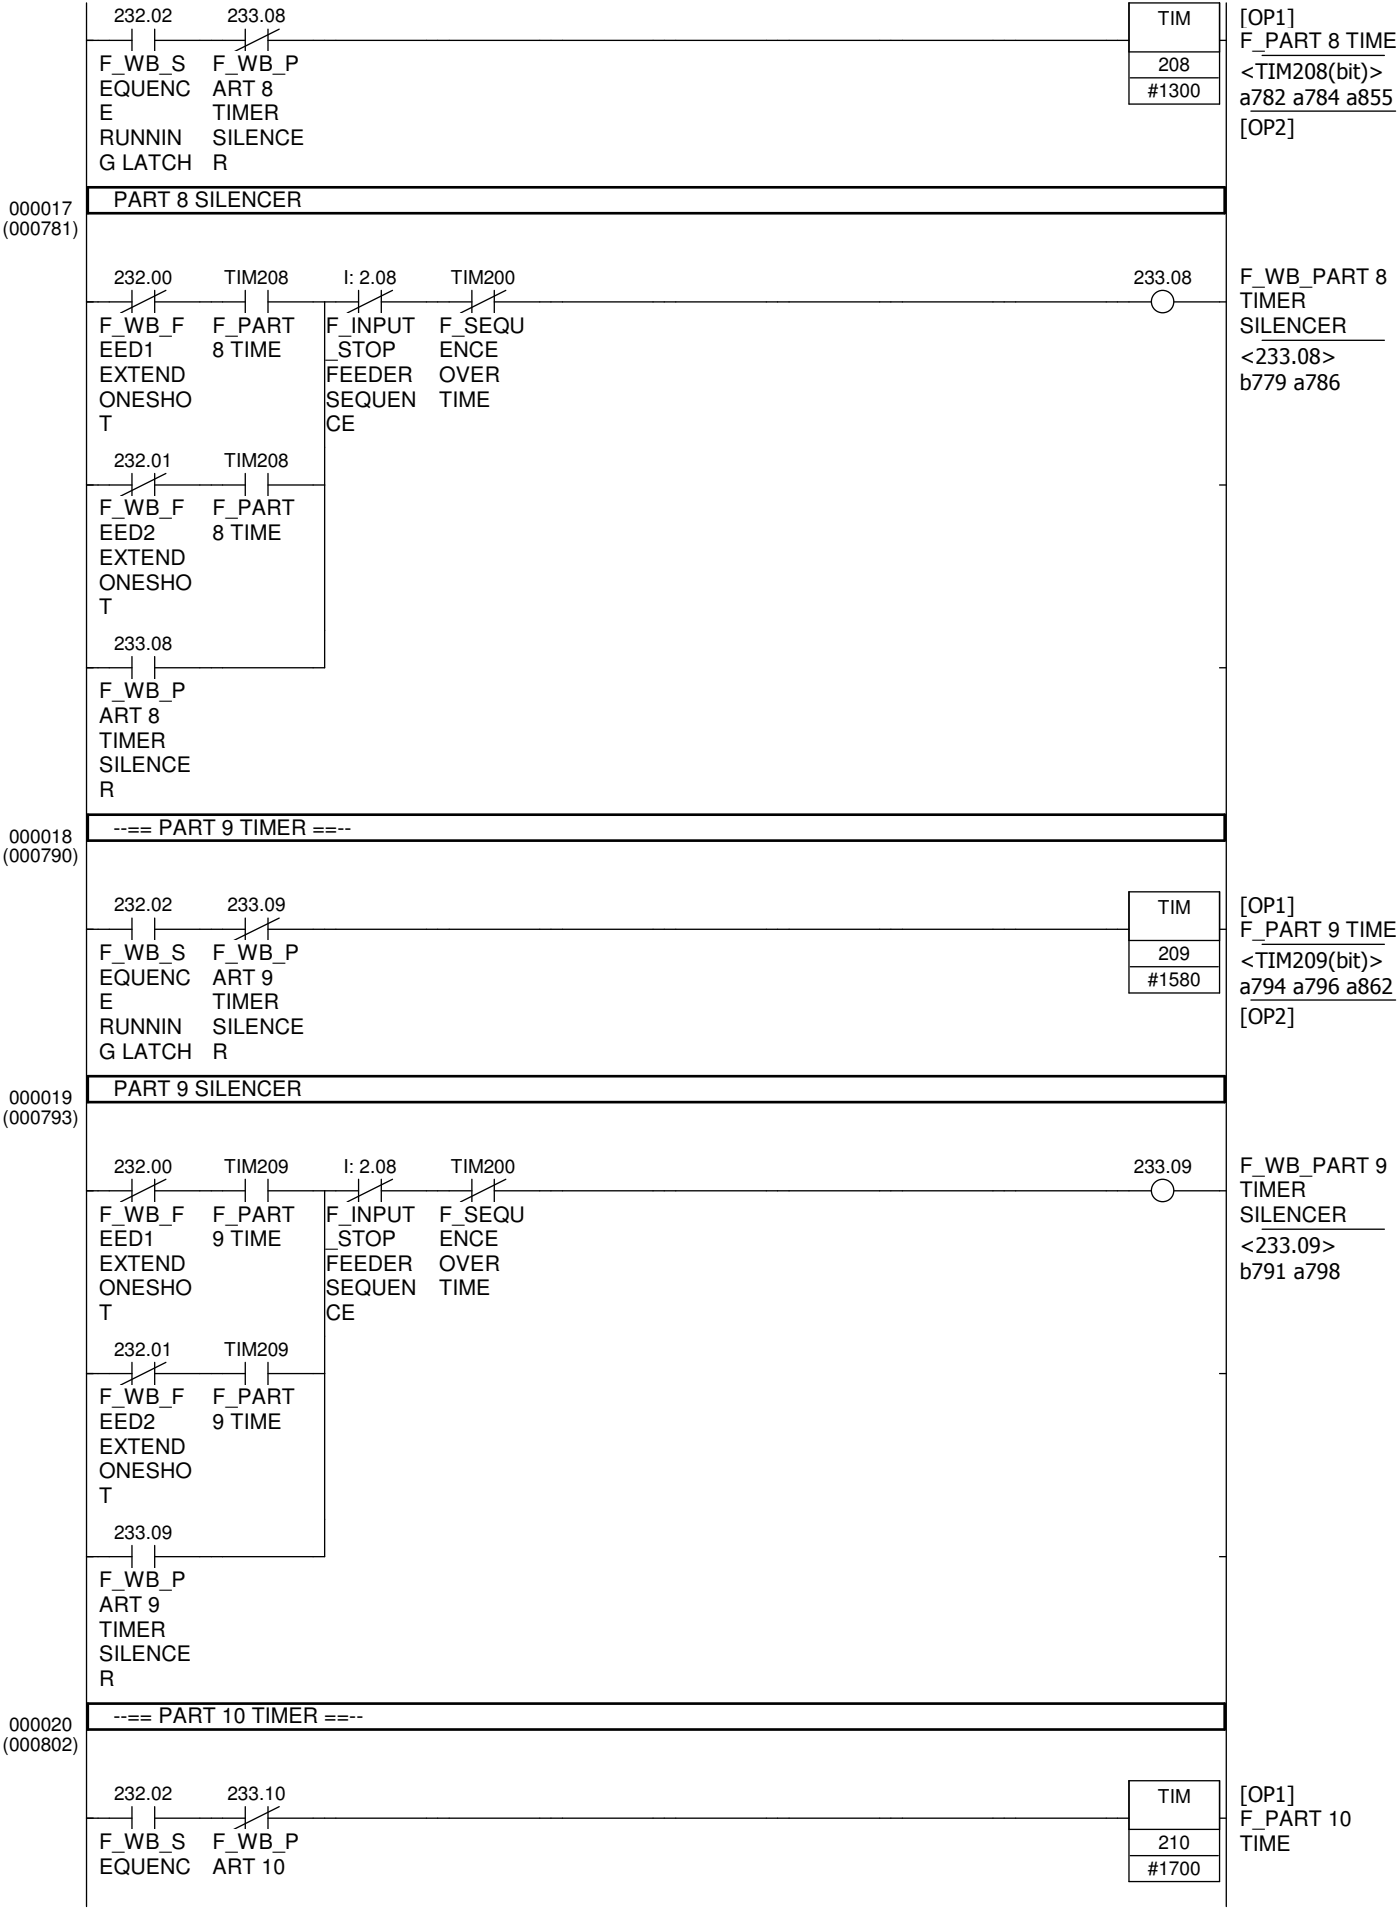 232.02 233.08 TIM [OP1]
F_PART 8 TIME
F_WB_S F_WB_P 208 <TIM208(bit)>
EQUENC ART 8 #1300 a782 a784 a855
E TIMER [OP2]
RUNNIN SILENCE
G LATCH R
000017 PART 8 SILENCER
(000781)
232.00 TIM208 I: 2.08 TIM200 233.08 F_WB_PART 8
TIMER
F_WB_F F_PART F_INPUT F_SEQU SILENCER
EED1 8 TIME _STOP ENCE <233.08>
EXTEND FEEDER OVER b779 a786
ONESHO SEQUEN TIME
T CE
232.01 TIM208
F_WB_F F_PART
EED2 8 TIME
EXTEND
ONESHO
T
233.08
F_WB_P
ART 8
TIMER
SILENCE
R
000018 --== PART 9 TIMER ==--
(000790)
232.02 233.09 TIM [OP1]
F_PART 9 TIME
F_WB_S F_WB_P 209 <TIM209(bit)>
EQUENC ART 9 #1580 a794 a796 a862
E TIMER [OP2]
RUNNIN SILENCE
G LATCH R
000019 PART 9 SILENCER
(000793)
232.00 TIM209 I: 2.08 TIM200 233.09 F_WB_PART 9
TIMER
F_WB_F F_PART F_INPUT F_SEQU SILENCER
EED1 9 TIME _STOP ENCE <233.09>
EXTEND FEEDER OVER b791 a798
ONESHO SEQUEN TIME
T CE
232.01 TIM209
F_WB_F F_PART
EED2 9 TIME
EXTEND
ONESHO
T
233.09
F_WB_P
ART 9
TIMER
SILENCE
R
000020 --== PART 10 TIMER ==--
(000802)
232.02 233.10 TIM [OP1]
F_PART 10
F_WB_S F_WB_P 210 TIME
EQUENC ART 10 #1700